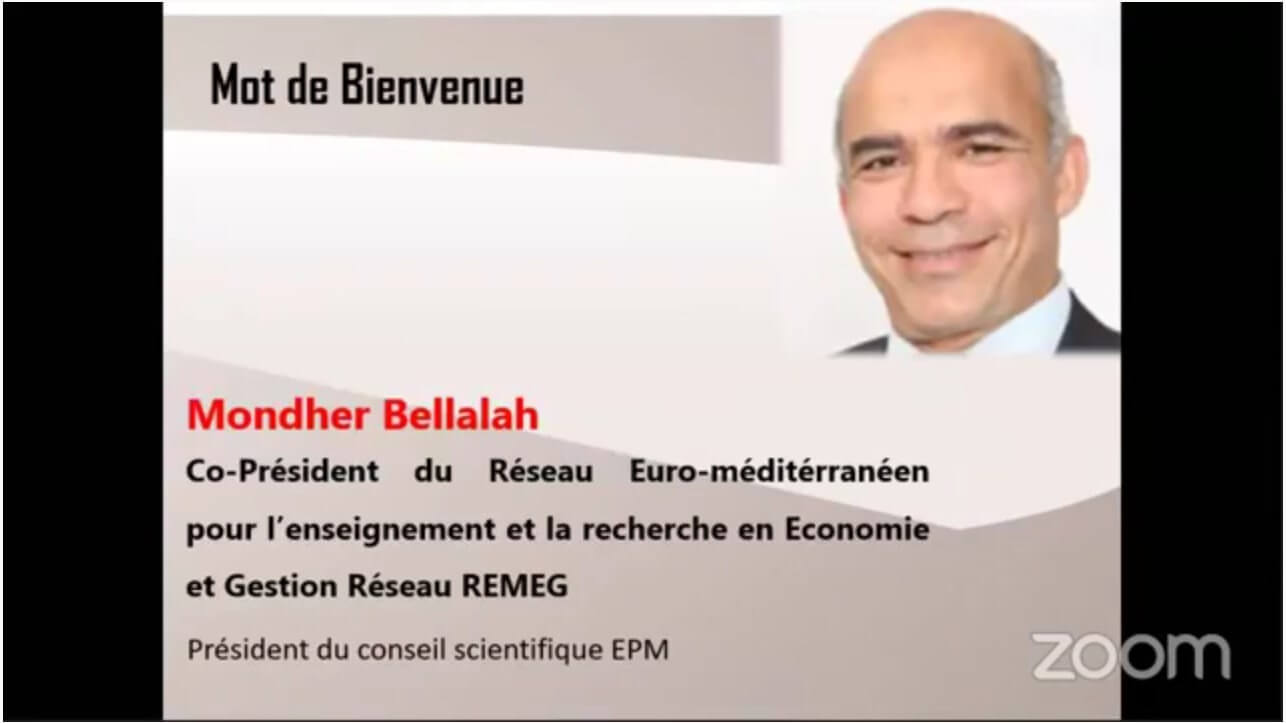 Mot de Bienvenue
Mondher Bellalah
Co-Président du Réseau Euro-méditérranéen
pour l’enseignement et la recherche en Economie
et Gestion Réseau REMEG
Président du conseil scientifique EPM
zoom